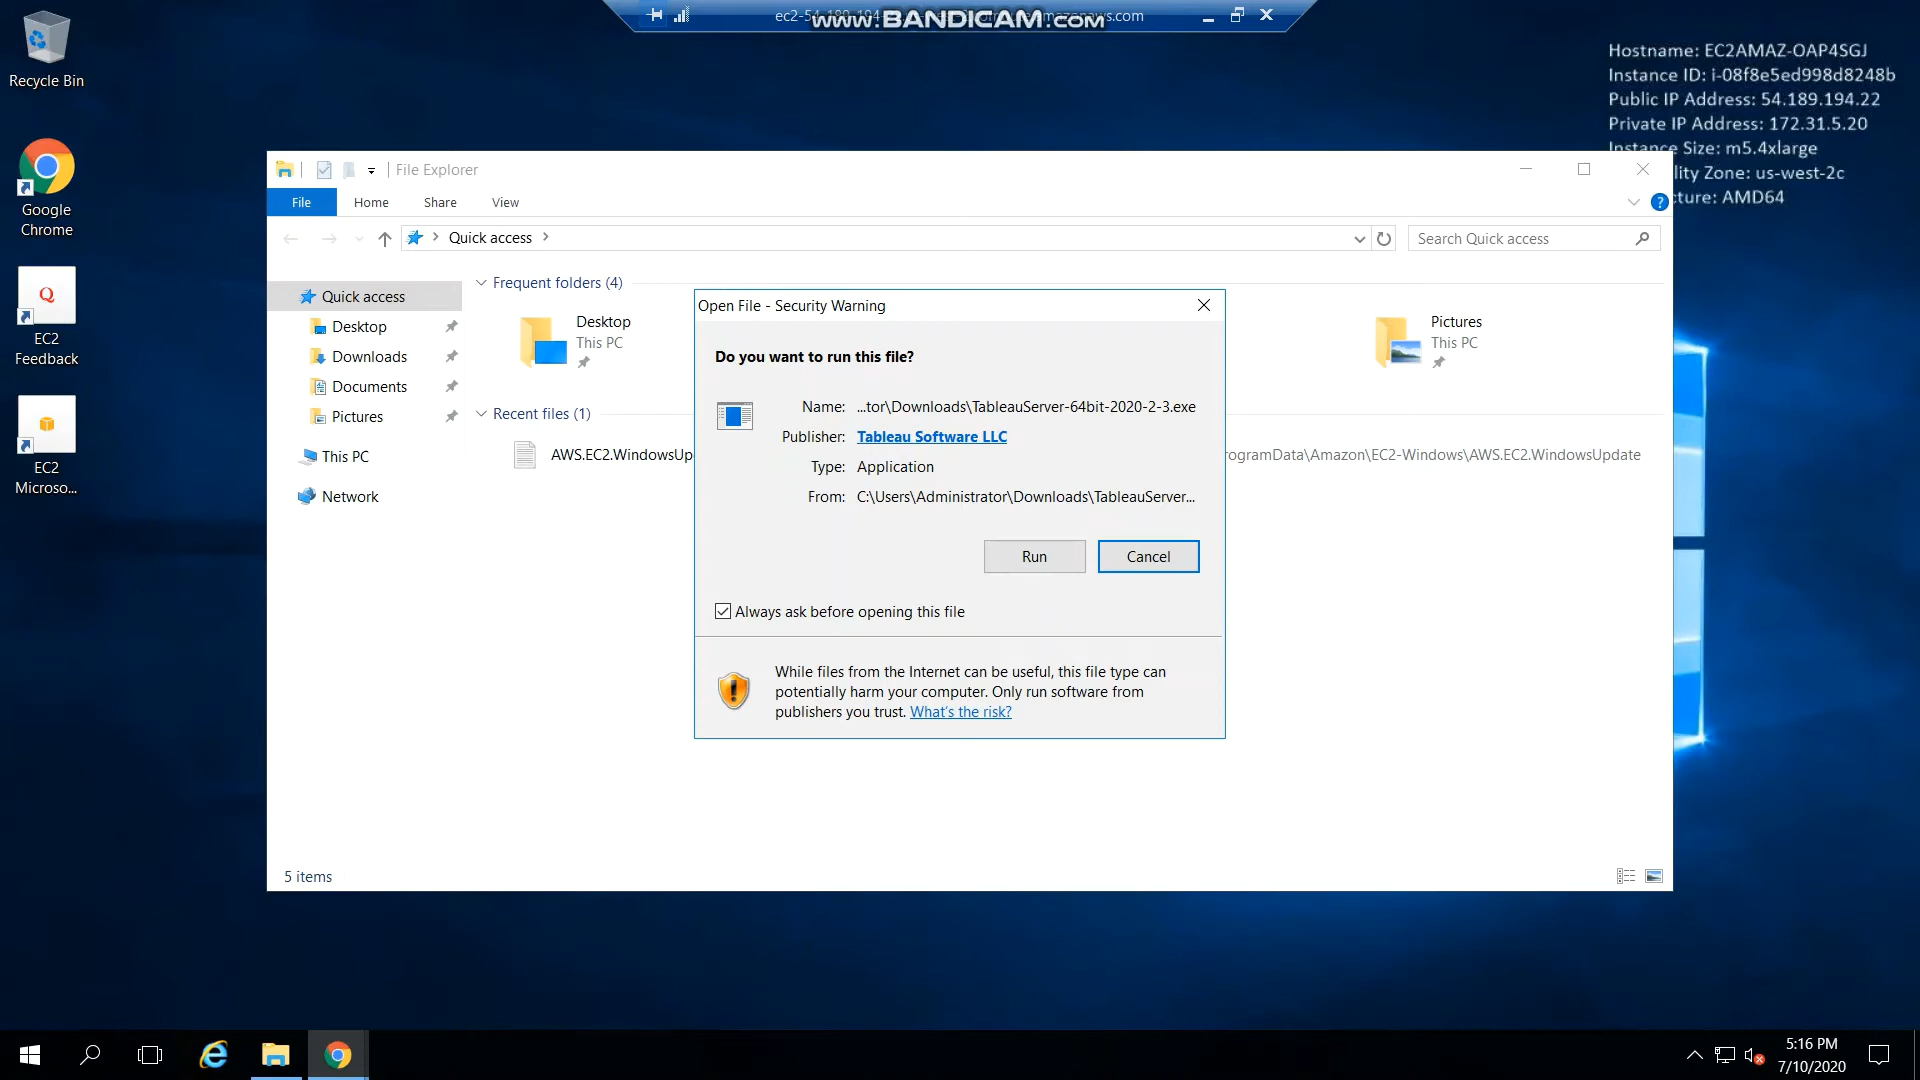 Recycle Bin
Google
Chrome
EC2
Feedback
EC2
Microso...
www.BANDICAM.com
Hostname: EC2AMAZ-OAP4SGJ
Instance ID: i-08f8e5ed998d8248b
Public IP Address: 54.189.194.22
Private IP Address: 172.31.5.20
Instance Size: m5.4xlarge
lity Zone: us-west-2c
cture: AMD64
File Explorer
File
Home
Share
View
Quick access
Search Quick access
Quick access
Desktop
Downloads
Documents
Pictures
This PC
Network
Frequent folders (4)
Desktop
This PC
Pictures
This PC
Recent files (1)
AWS.EC2.WindowsUp
rogramData\Amazon\EC2-Windows\AWS.EC2.WindowsUpdate
5 items
Open File - Security Warning
Do you want to run this file?
Name: ...tor\Downloads\TableauServer-64bit-2020-2-3.exe
Publisher: Tableau Software LLC
Type: Application
From: C:\Users\Administrator\Downloads\TableauServer...
Run
Cancel
Always ask before opening this file
While files from the Internet can be useful, this file type can
potentially harm your computer. Only run software from
publishers you trust. What's the risk?
5:16 PM
7/10/2020